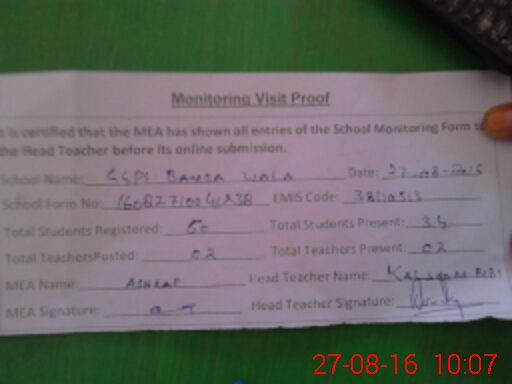 Monitoring Visit Proof
It is certified that the MEA has shown all entries of the School Monitoring Form to
the Head Teacher before its online submission.
School Name: GGPS BAMBA WALA Date: 27-08-2016
School Form No: EMIS Code:
Total Students Registered: 50 Total Students Present: 34
Total TeachersPosted: 02 Total Teachers Present: 02
MEA Name: ASHRAF Head Teacher Name: BIBI
MEA Signature: Head Teacher Signature:
27-08-16 10:07